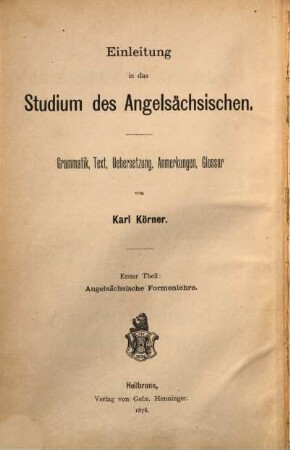 Einleitung
in das
Studium des Angelsächsischen.
Grammatik, Text, Uebersetzung, Anmerkungen, Glossar
von
Karl Körner.
Erster Theil:
Angelsächsische Formenlehre.
Heilbronn,
Verlag von Gebr. Henninger.
1878.